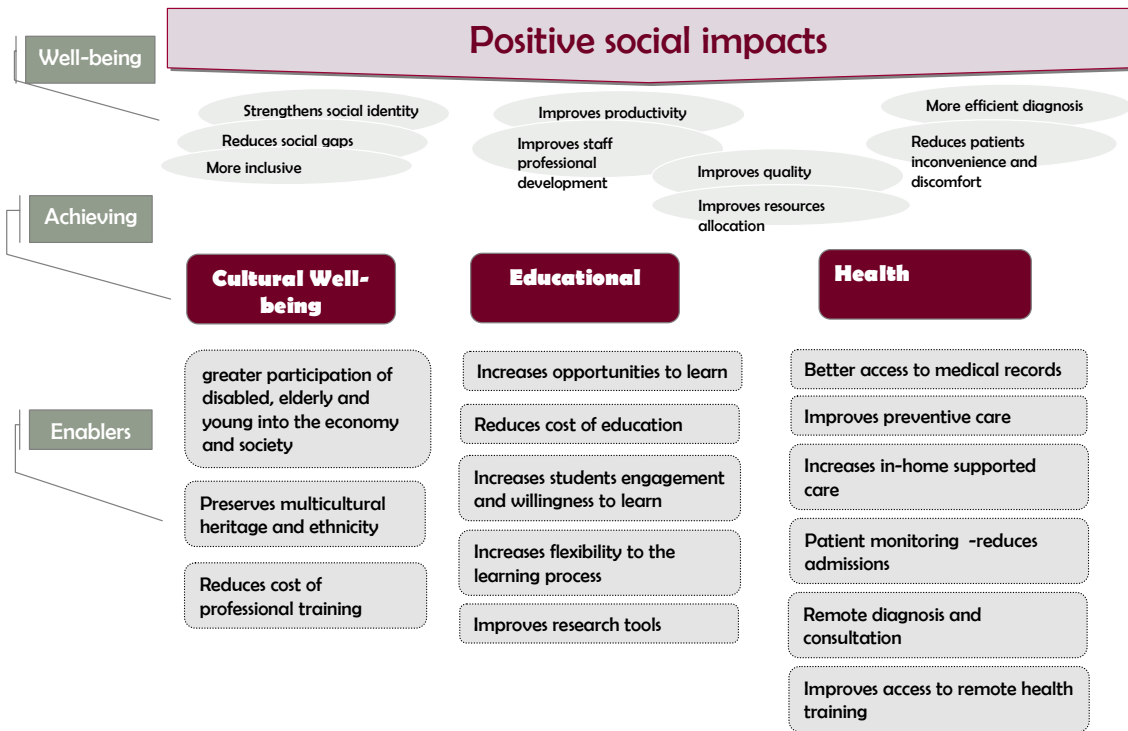 Positive social impacts
Well-being
Strengthens social identity
Reduces social gaps
More inclusive
Improves productivity
Improves staff
professional
development
Improves quality
Improves resources
allocation
More efficient diagnosis
Reduces patients
inconvenience and
discomfort
Achieving
Cultural Well-
being
Educational
Health
Enablers
greater participation of
disabled, elderly and
young into the economy
and society
Preserves multicultural
heritage and ethnicity
Reduces cost of
professional training
Increases opportunities to learn
Reduces cost of education
Increases students engagement
and willingness to learn
Increases flexibility to the
learning process
Improves research tools
Better access to medical records
Improves preventive care
Increases in-home supported
care
Patient monitoring -reduces
admissions
Remote diagnosis and
consultation
Improves access to remote health
training